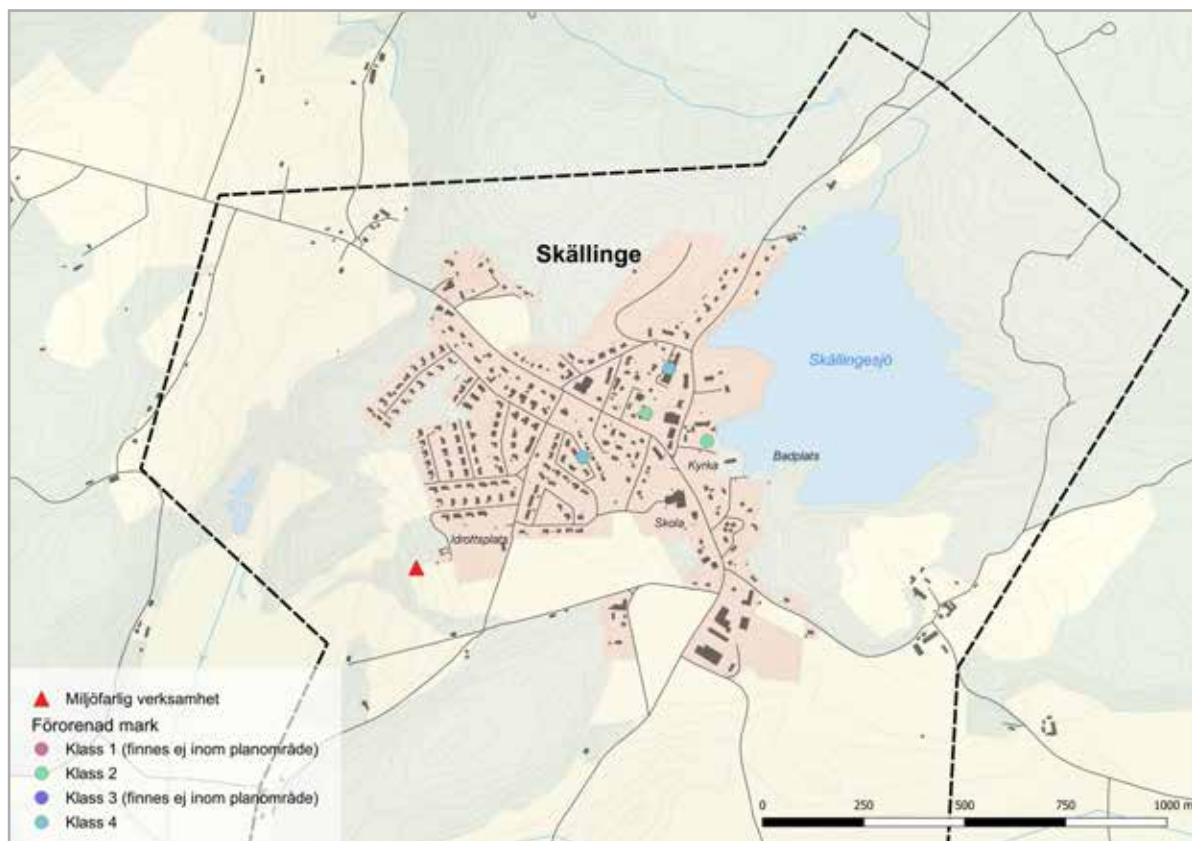 Skällinge
Skällingesjö
Badplats
Kyrka
Skola
Idrottsplats
Miljöfarlig verksamhet
Förorenad mark
Klass 1 (finnes ej inom planområde)
Klass 2
Klass 3 (finnes ej inom planområde)
Klass 4
0 250 500 750 1000 m